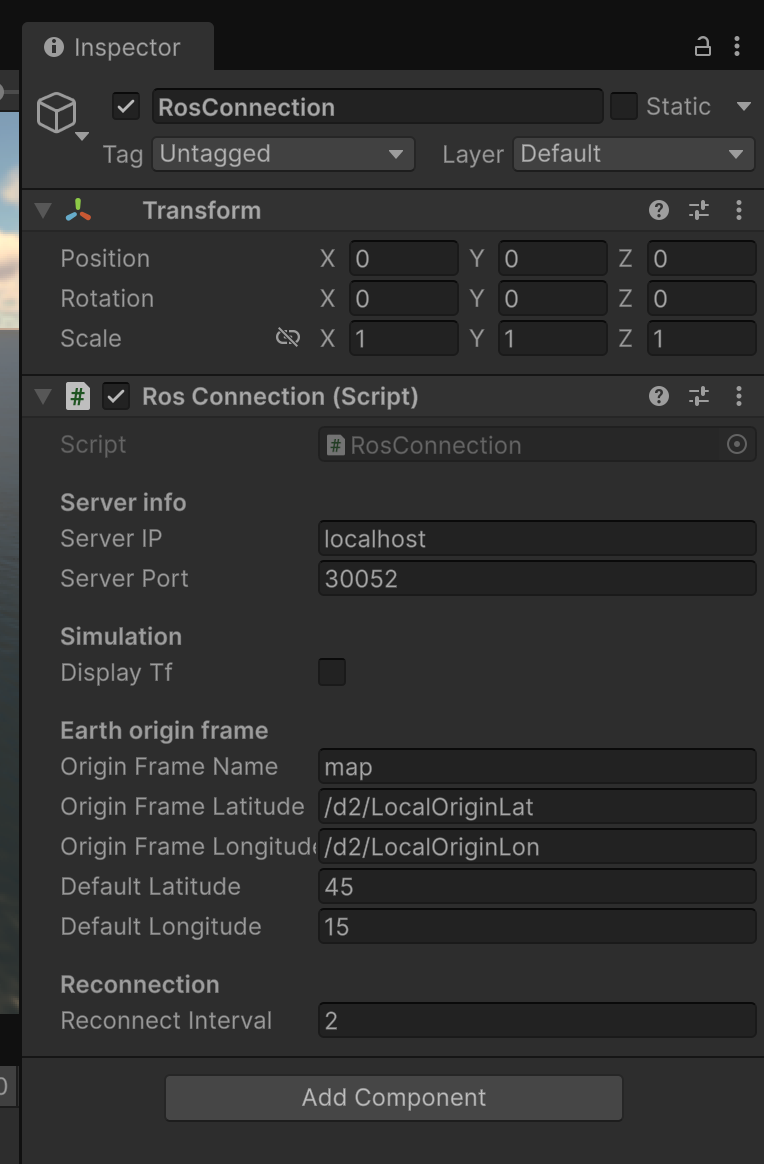 Inspector
RosConnection Static
Tag Untagged Layer Default
Transform
Position X 0 Y 0 Z 0
Rotation X 0 Y 0 Z 0
Scale X 1 Y 1 Z 1
# Ros Connection (Script)
Script # RosConnection
Server info
Server IP localhost
Server Port 30052
Simulation
Display Tf
Earth origin frame
Origin Frame Name map
Origin Frame Latitude /d2/LocalOriginLat
Origin Frame Longitude /d2/LocalOriginLon
Default Latitude 45
Default Longitude 15
Reconnection
Reconnect Interval 2
0
Add Component